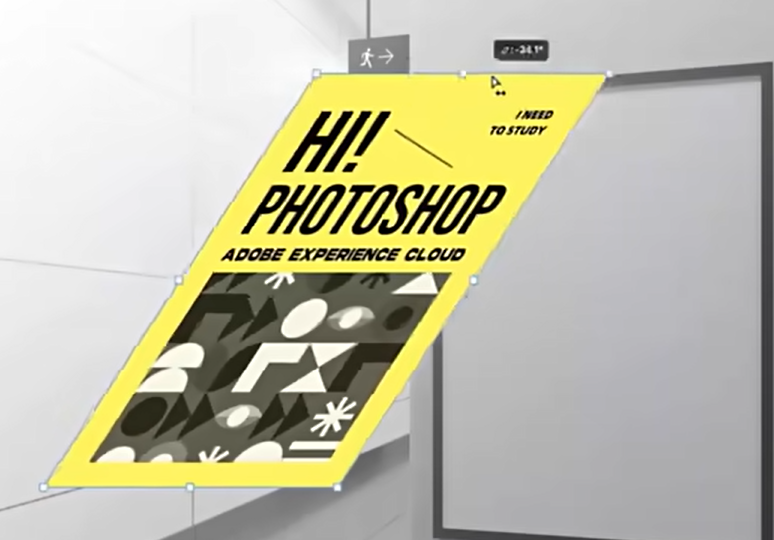 HI!
I NEED
TO STUDY
PHOTOSHOP
ADOBE EXPERIENCE CLOUD